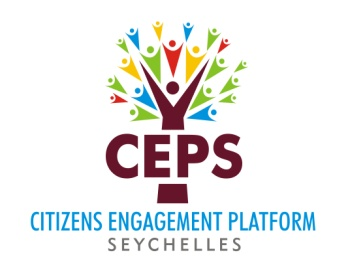 CEPS
CITIZENS ENGAGEMENT PLATFORM
SEYCHELLES